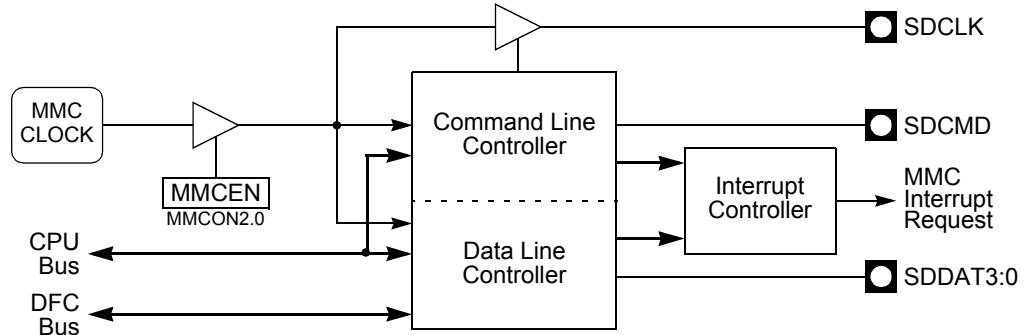 SDCLK
MMC
CLOCK
Command Line
Controller
SDCMD
MMCEN
MMCON2.0
Interrupt
Controller
MMC
Interrupt
Request
CPU
Bus
Data Line
Controller
SDDAT3:0
DFC
Bus